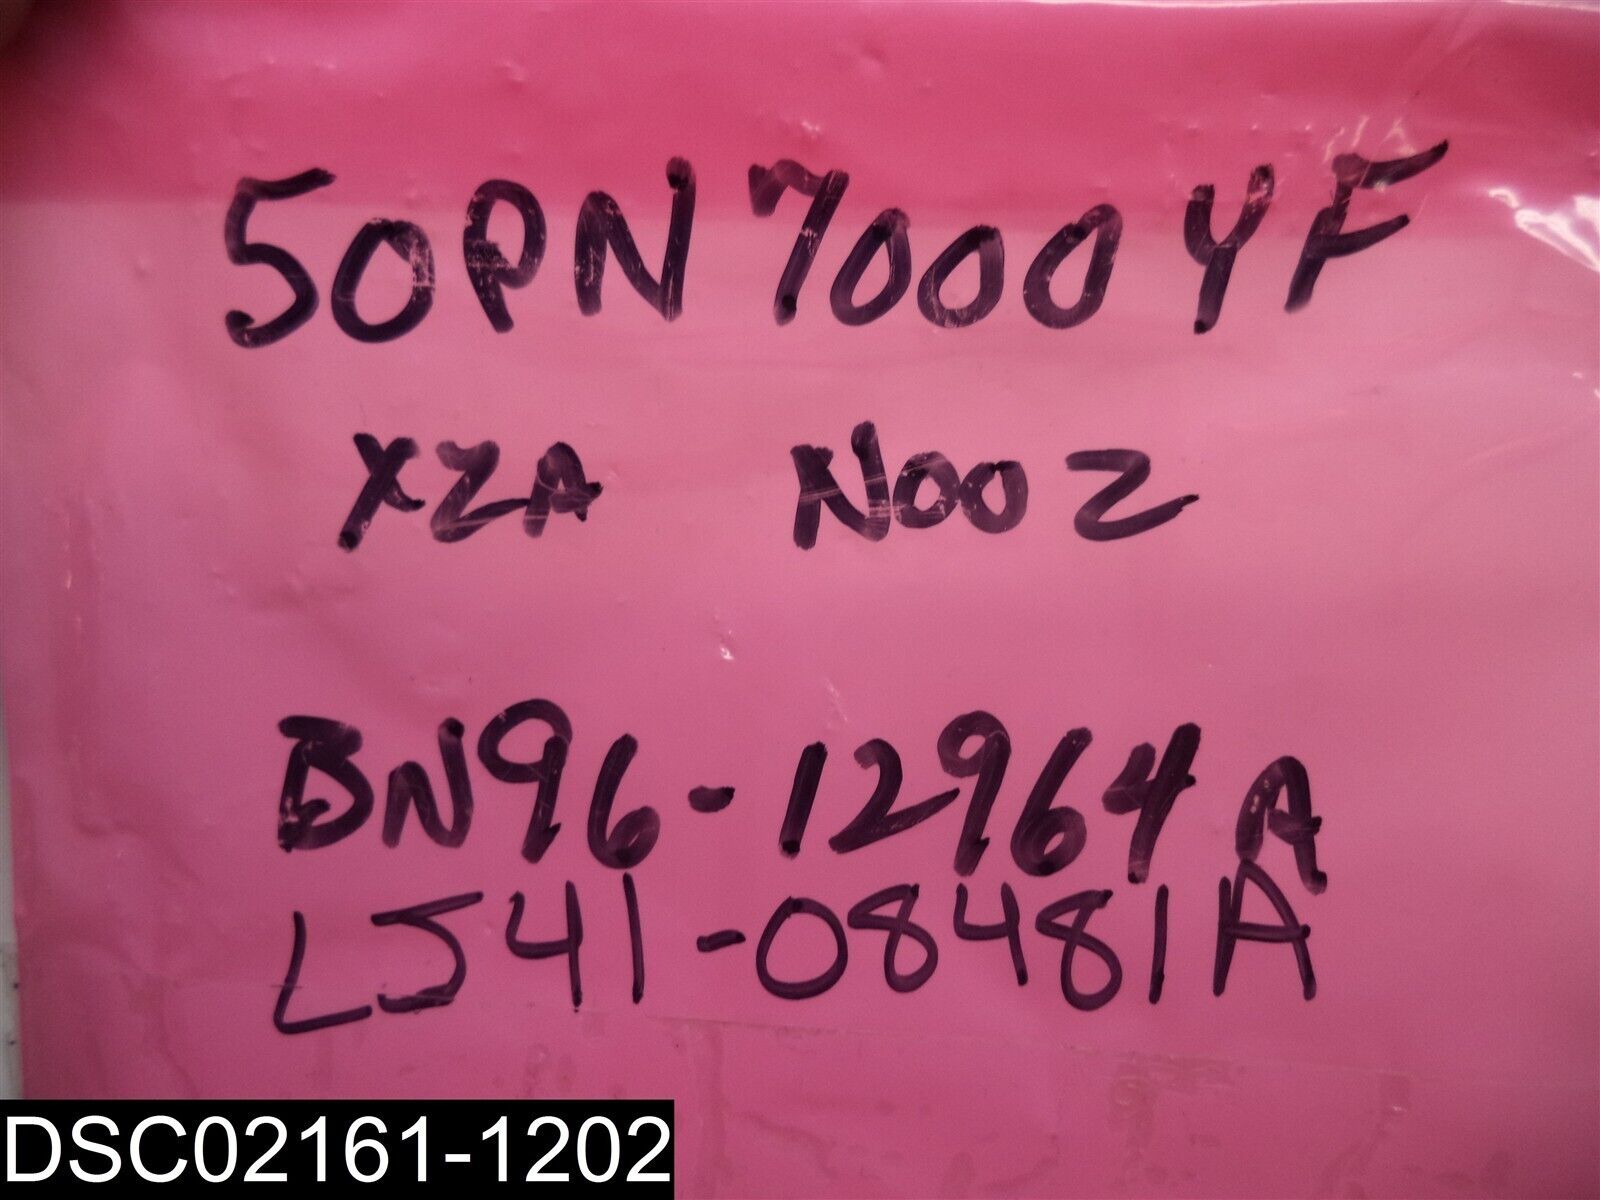 50PN7000YF
XZA N002
BN96-12964A
LJ41-08481A
DSC02161-1202